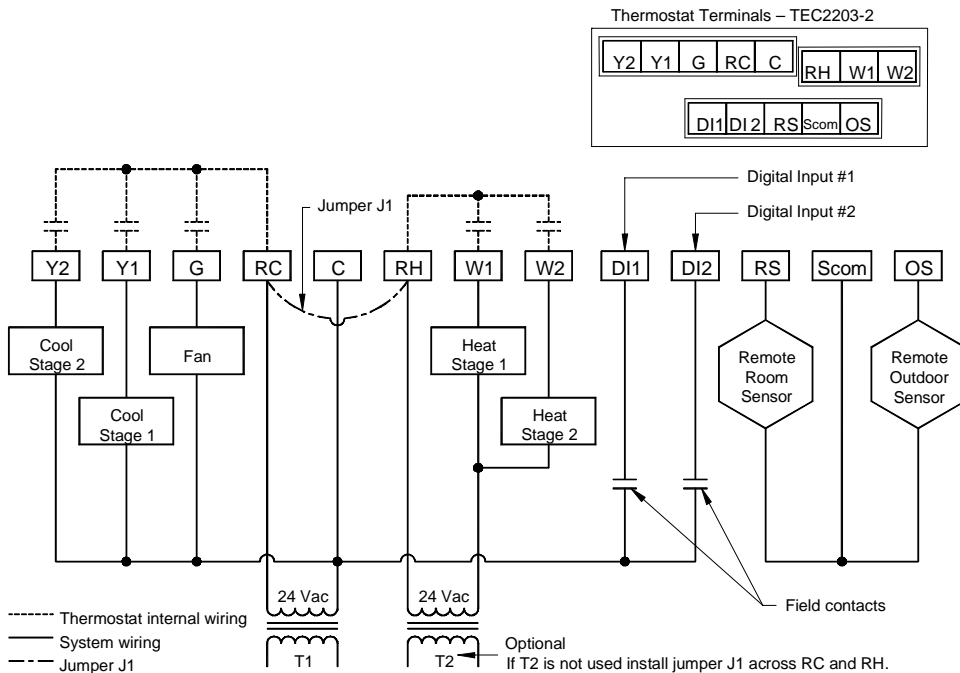 Thermostat Terminals – TEC2203-2
Y2 Y1 G RC C
RH W1 W2
DI1 DI 2 RS Scom OS
Digital Input #1
Jumper J1
Digital Input #2
Y2 Y1 G RC C RH W1 W2 DI1 DI2 RS Scom OS
Cool
Stage 2
Fan
Heat
Stage 1
Remote
Room
Sensor
Remote
Outdoor
Sensor
Cool
Stage 1
Heat
Stage 2
24 Vac
24 Vac
Field contacts
Thermostat internal wiring
System wiring
Jumper J1
T1
T2
Optional
If T2 is not used install jumper J1 across RC and RH.